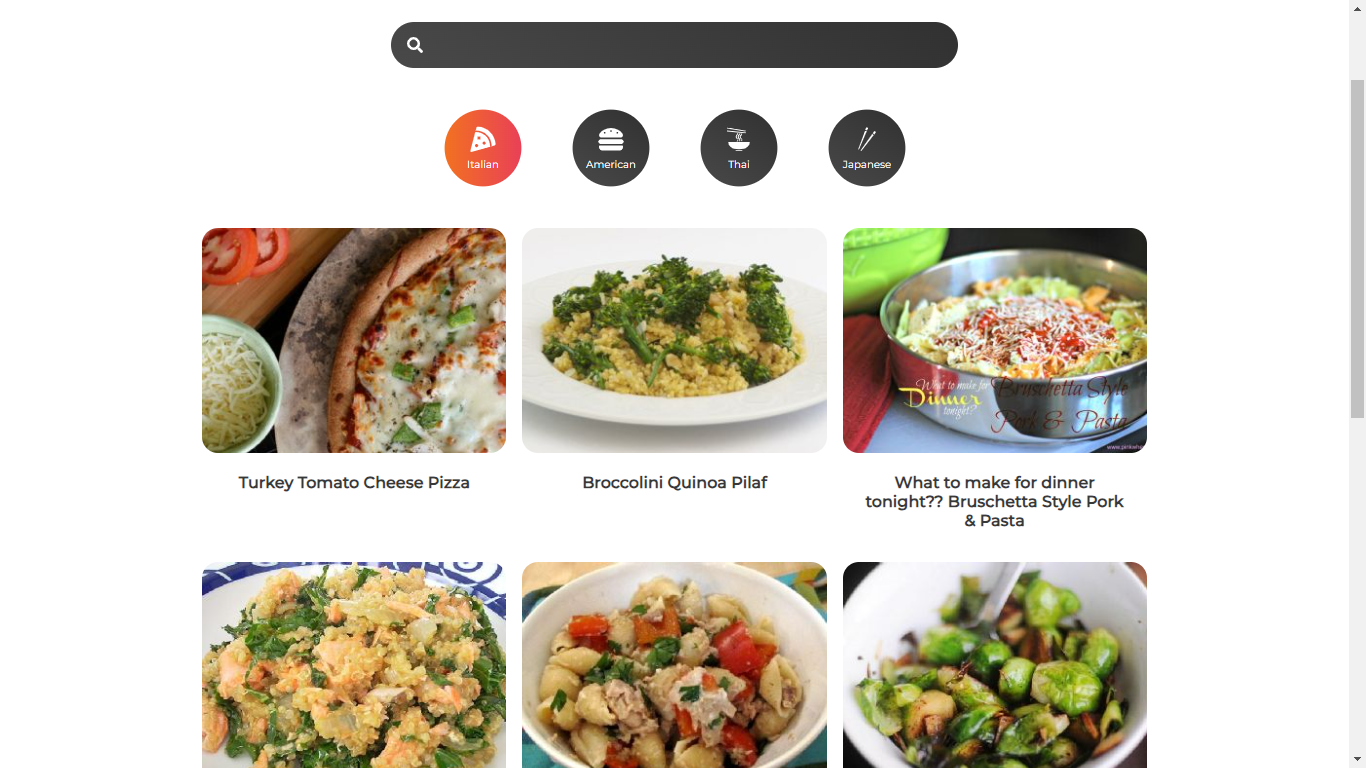 Italian
American
Thai
Japanese
What to make for
Dinner
tonight?
Bruschetta Style
Pork & Pasta
Turkey Tomato Cheese Pizza
Broccolini Quinoa Pilaf
What to make for dinner
tonight?? Bruschetta Style Pork
& Pasta